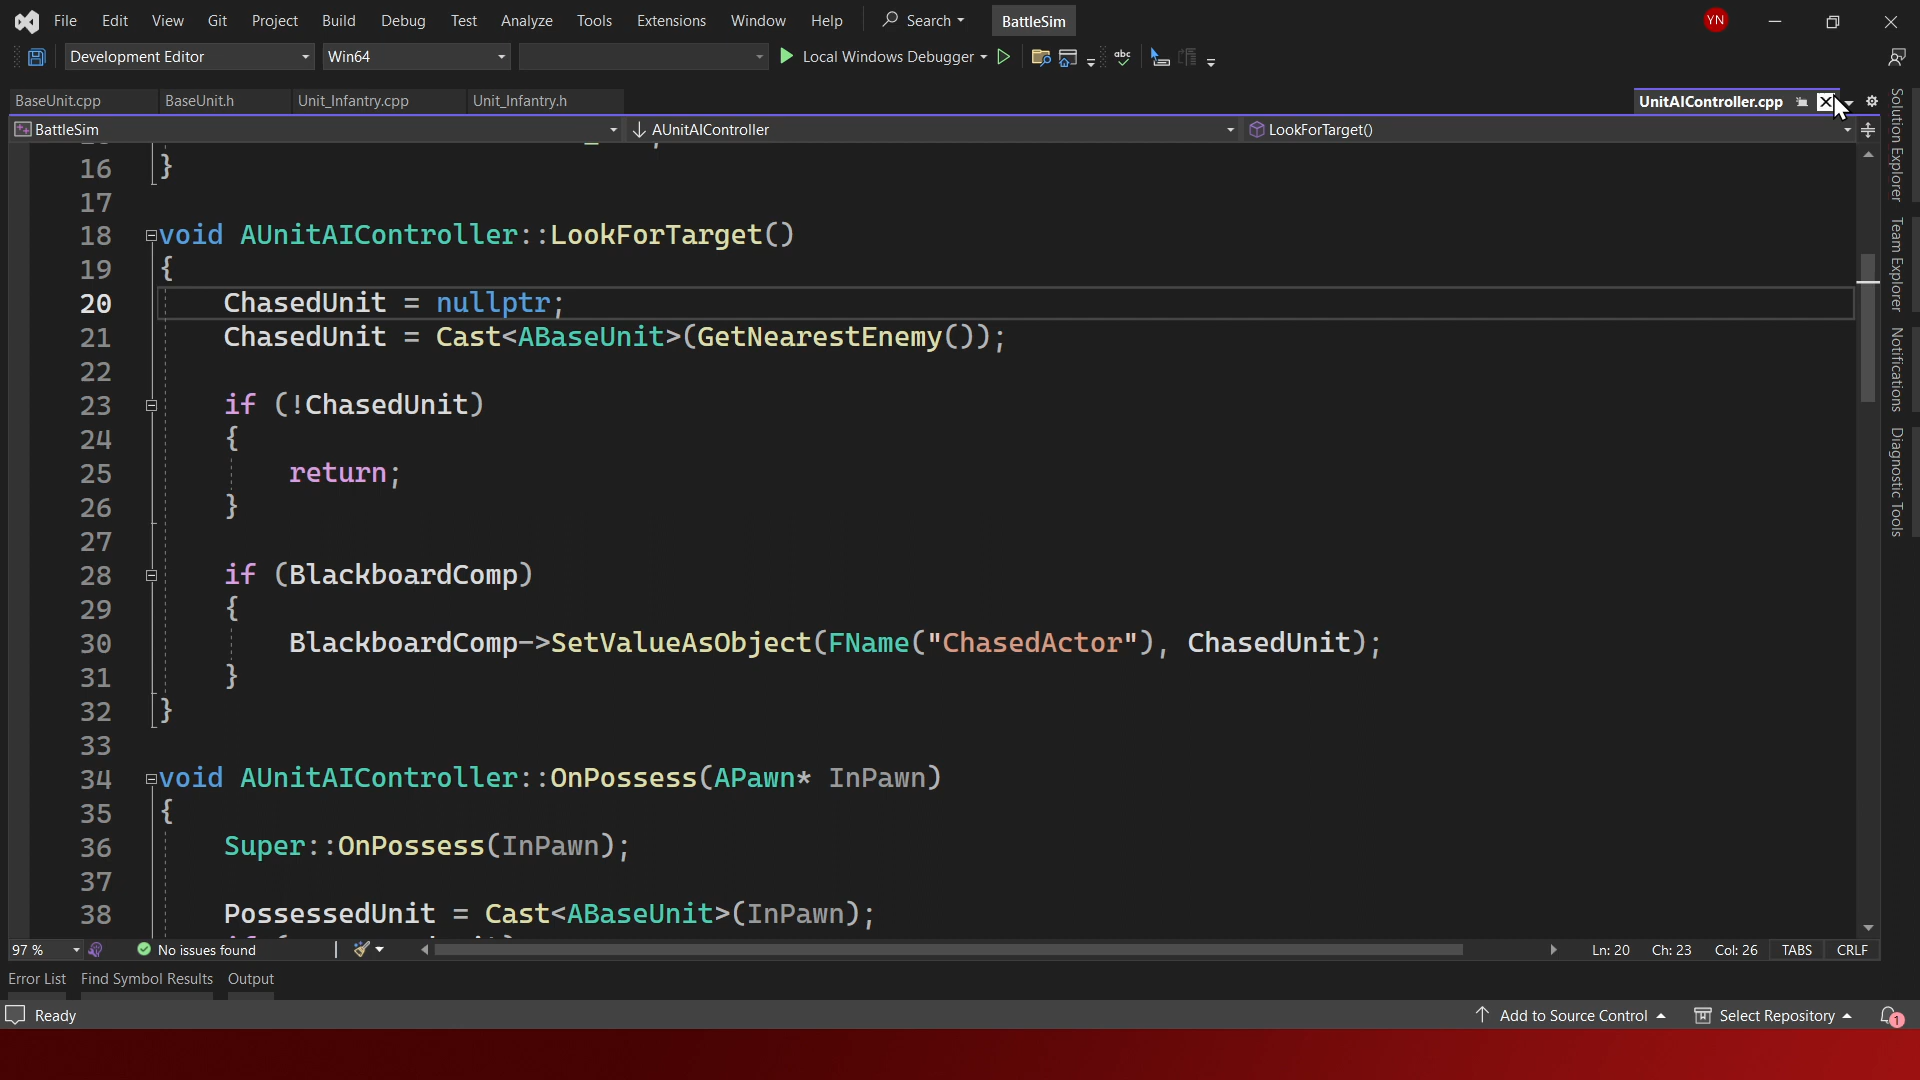 File Edit View Git Project Build Debug Test Analyze Tools Extensions Window Help Search BattleSim YN
Development Editor Win64 Local Windows Debugger abc
BaseUnit.cpp BaseUnit.h Unit_Infantry.cpp Unit_Infantry.h UnitAIController.cpp
BattleSim AUnitAIController LookForTarget()
16 }
17
18 void AUnitAIController::LookForTarget()
19 {
20 ChasedUnit = nullptr;
21 ChasedUnit = Cast<ABaseUnit>(GetNearestEnemy());
22
23 if (!ChasedUnit)
24 {
25 return;
26 }
27
28 if (BlackboardComp)
29 {
30 BlackboardComp->SetValueAsObject(FName("ChasedActor"), ChasedUnit);
31 }
32 }
33
34 void AUnitAIController::OnPossess(APawn* InPawn)
35 {
36 Super::OnPossess(InPawn);
37
38 PossessedUnit = Cast<ABaseUnit>(InPawn);
97 % No issues found Ln: 20 Ch: 23 Col: 26 TABS CRLF
Error List Find Symbol Results Output
Ready Add to Source Control Select Repository 1
Solution Explorer
Team Explorer
Notifications
Diagnostic Tools